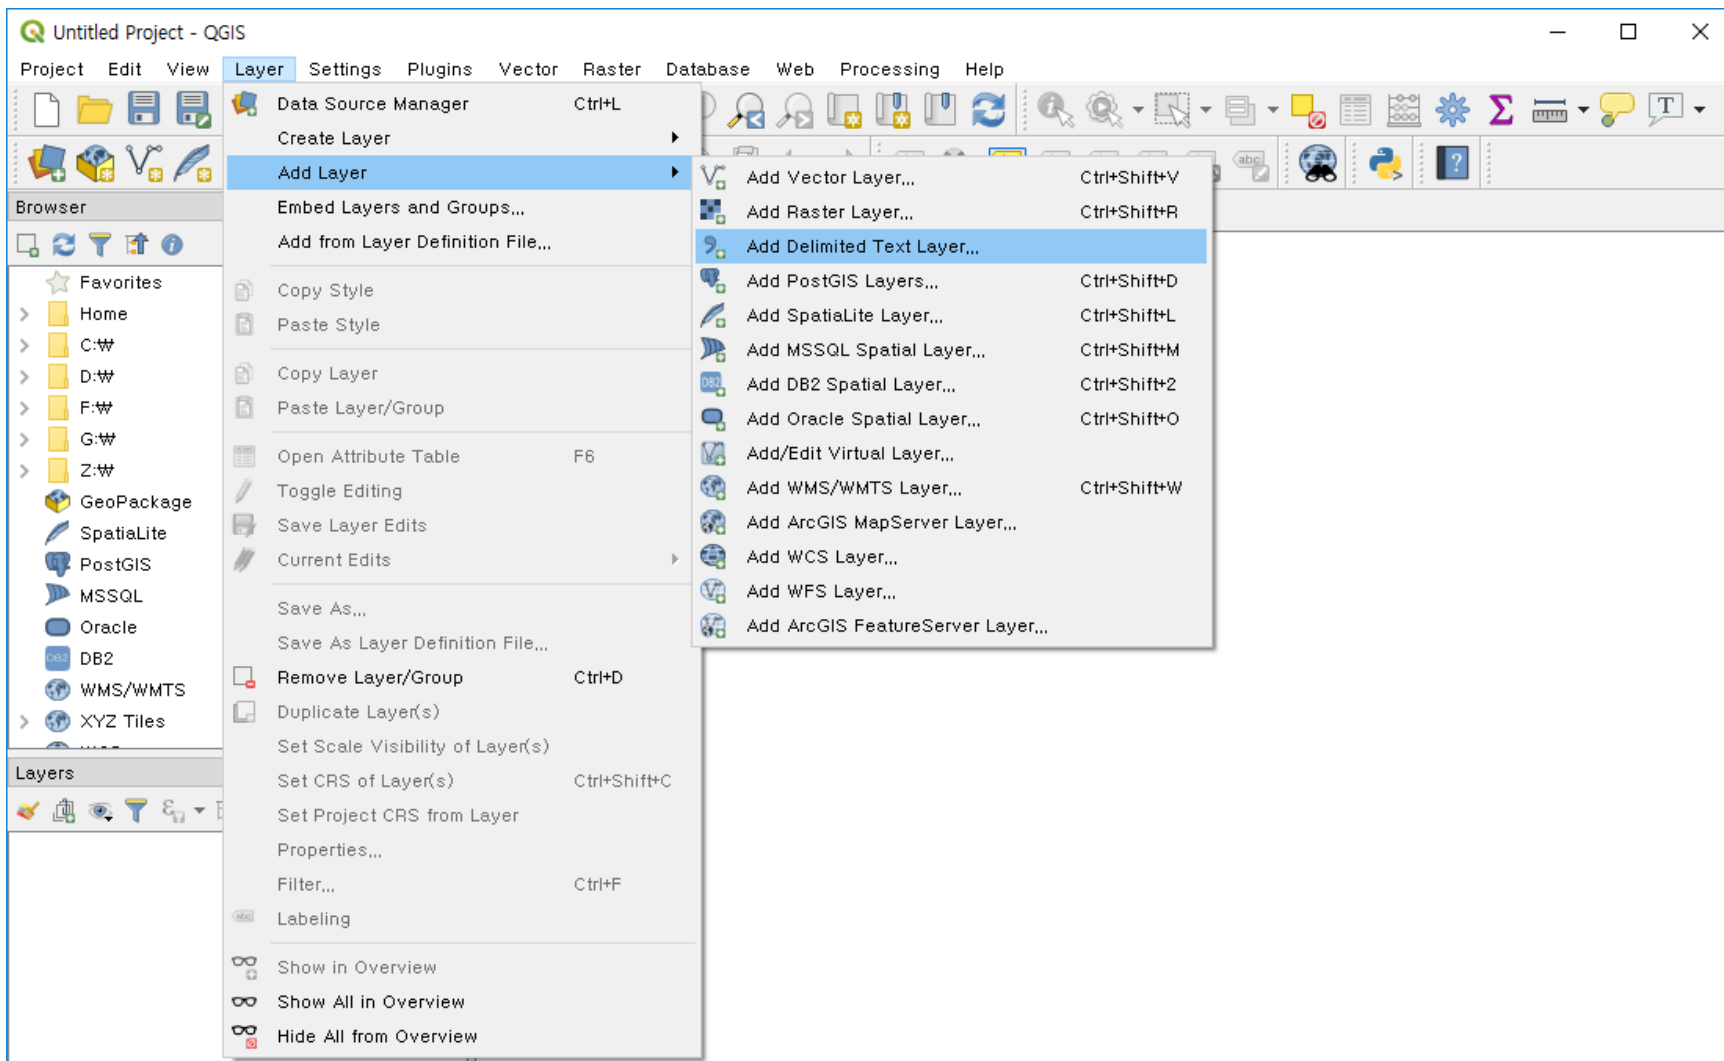 Untitled Project - QGIS
Project Edit View Layer Settings Plugins Vector Raster Database Web Processing Help
Data Source Manager Ctrl+L
Create Layer
Add Layer
Embed Layers and Groups...
Add from Layer Definition File...
Copy Style
Paste Style
Copy Layer
Paste Layer/Group
Open Attribute Table F6
Toggle Editing
Save Layer Edits
Current Edits
Save As...
Save As Layer Definition File...
Remove Layer/Group Ctrl+D
Duplicate Layer(s)
Set Scale Visibility of Layer(s)
Set CRS of Layer(s) Ctrl+Shift+C
Set Project CRS from Layer
Properties...
Filter... Ctrl+F
abc Labeling
Show in Overview
Show All in Overview
Hide All from Overview
Add Vector Layer... Ctrl+Shift+V
Add Raster Layer... Ctrl+Shift+R
Add Delimited Text Layer...
Add PostGIS Layers... Ctrl+Shift+D
Add SpatiaLite Layer... Ctrl+Shift+L
Add MSSQL Spatial Layer... Ctrl+Shift+M
DB2 Add DB2 Spatial Layer... Ctrl+Shift+2
Add Oracle Spatial Layer... Ctrl+Shift+O
Add/Edit Virtual Layer...
Add WMS/WMTS Layer... Ctrl+Shift+W
Add ArcGIS MapServer Layer...
Add WCS Layer...
Add WFS Layer...
Add ArcGIS FeatureServer Layer...
T
abc
?
Browser
Favorites
Home
C:₩
D:₩
F:₩
G:₩
Z:₩
GeoPackage
SpatiaLite
PostGIS
MSSQL
Oracle
DB2 DB2
WMS/WMTS
XYZ Tiles
Layers